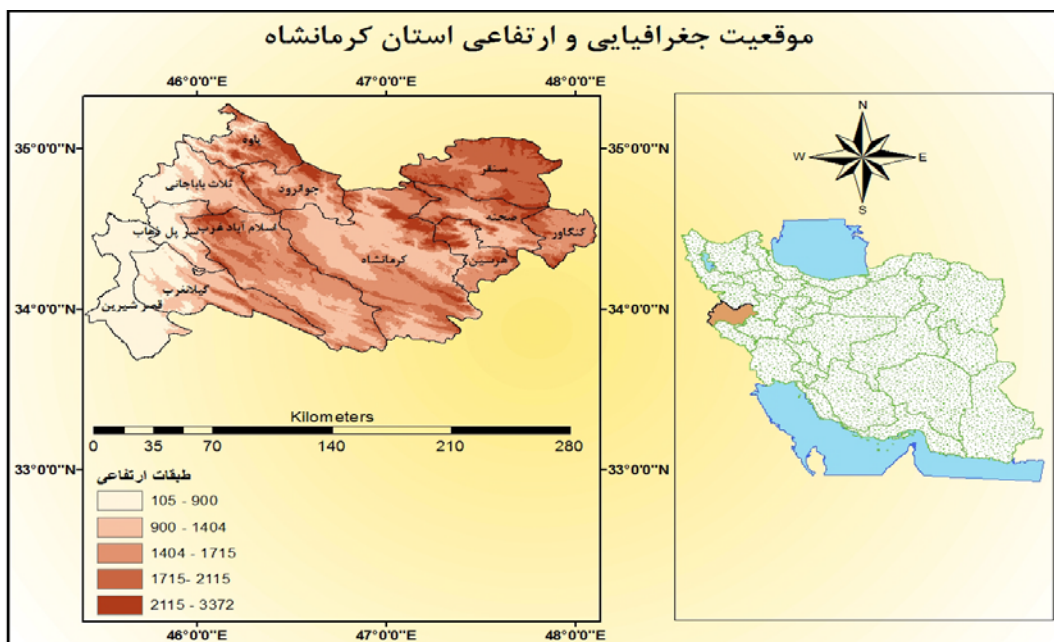 موقعیت جغرافیایی و ارتفاعی استان کرمانشاه
46°0'0"E 47°0'0"E 48°0'0"E
35°0'0"N 35°0'0"N
34°0'0"N 34°0'0"N
33°0'0"N 33°0'0"N
پاوه
ثلاث باباجانی
جوانرود
سنقر
صحنه
کنگاور
سر پل ذهاب
اسلام آباد غرب
کرمانشاه
هرسین
گیلانغرب
قصر شیرین
Kilometers
0 35 70 140 210 280
طبقات ارتفاعی
105 - 900
900 - 1404
1404 - 1715
1715 - 2115
2115 - 3372
46°0'0"E 47°0'0"E 48°0'0"E
N
W E
S